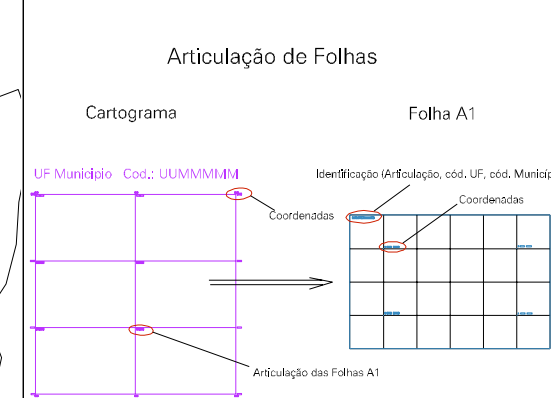 Articulação de Folhas
Cartograma
Folha A1
UF Municipio Cod.: UUMMMMM
Identificação (Articulação, cód. UF, cód. Municíp
Coordenadas
Coordenadas
Articulação das Folhas A1